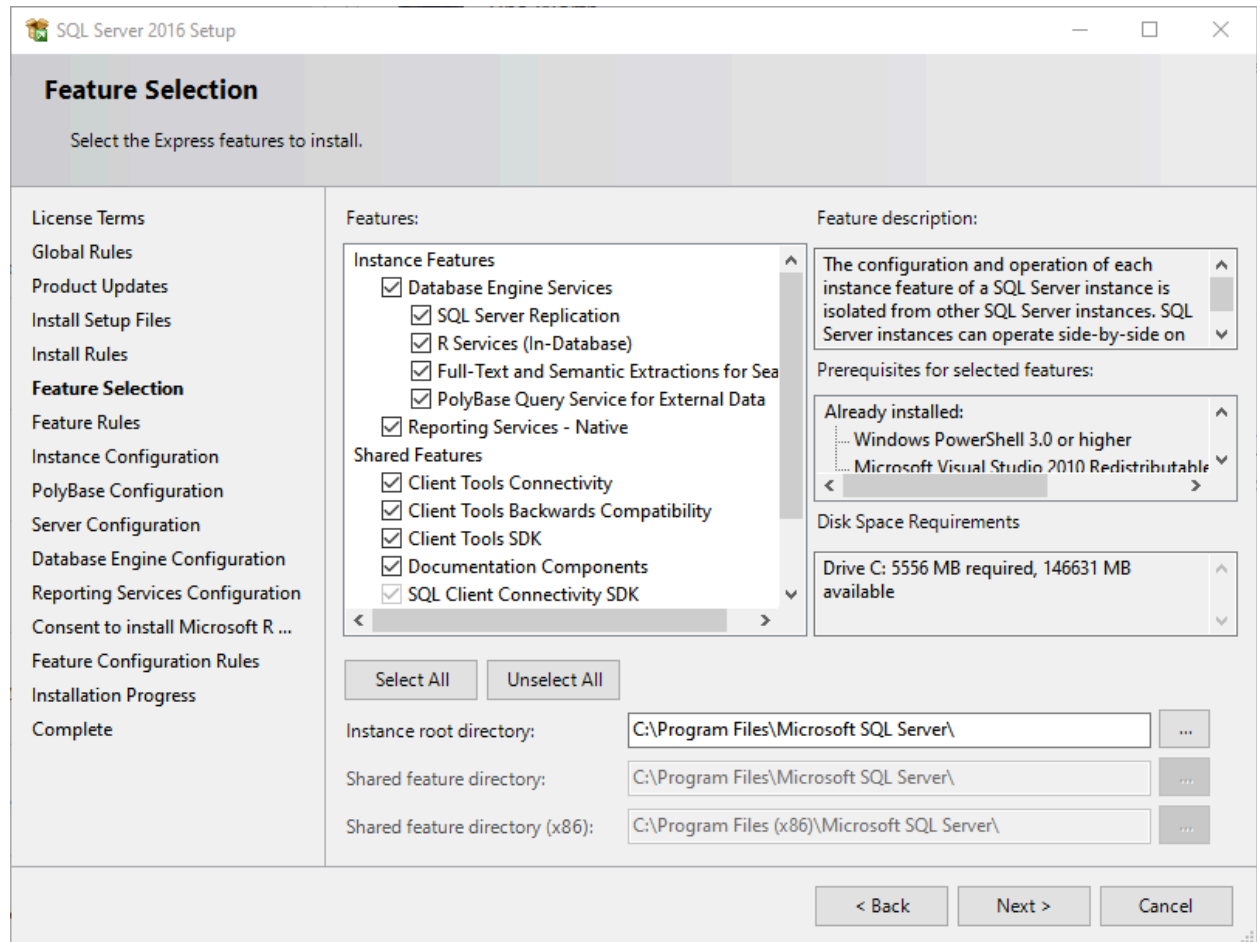 SQL Server 2016 Setup
Feature Selection
Select the Express features to install.
License Terms
Global Rules
Product Updates
Install Setup Files
Install Rules
Feature Selection
Feature Rules
Instance Configuration
PolyBase Configuration
Server Configuration
Database Engine Configuration
Reporting Services Configuration
Consent to install Microsoft R ...
Feature Configuration Rules
Installation Progress
Complete
Features:
Instance Features
Database Engine Services
SQL Server Replication
R Services (In-Database)
Full-Text and Semantic Extractions for Sea
PolyBase Query Service for External Data
Reporting Services - Native
Shared Features
Client Tools Connectivity
Client Tools Backwards Compatibility
Client Tools SDK
Documentation Components
SQL Client Connectivity SDK
Feature description:
The configuration and operation of each
instance feature of a SQL Server instance is
isolated from other SQL Server instances. SQL
Server instances can operate side-by-side on
Prerequisites for selected features:
Already installed:
Windows PowerShell 3.0 or higher
Microsoft Visual Studio 2010 Redistributable
Disk Space Requirements
Drive C: 5556 MB required, 146631 MB
available
Select All
Unselect All
Instance root directory:
C:\Program Files\Microsoft SQL Server\
...
Shared feature directory:
C:\Program Files\Microsoft SQL Server\
...
Shared feature directory (x86):
C:\Program Files (x86)\Microsoft SQL Server\
...
< Back
Next >
Cancel